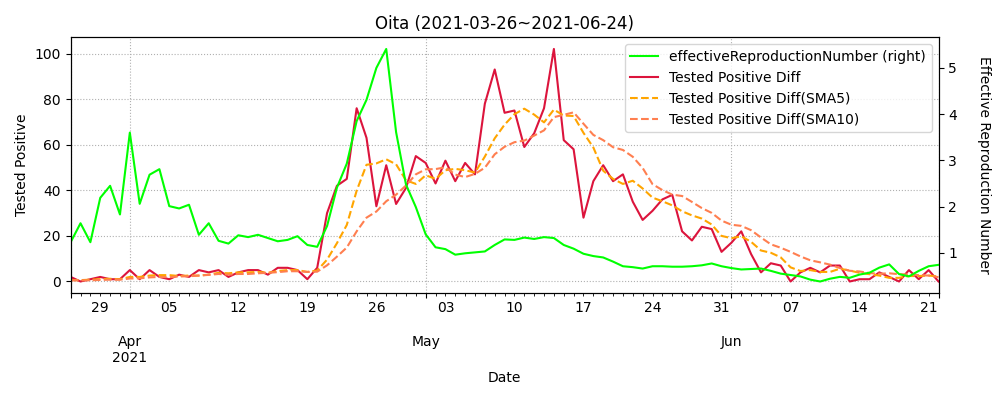 Oita (2021-03-26~2021-06-24)
effectiveReproductionNumber (right)
Tested Positive Diff
Tested Positive Diff(SMA5)
Tested Positive Diff(SMA10)
Tested Positive
100
80
60
40
20
0
5
4
3
2
1
Effective Reproduction Number
29 05 12 19 26 03 10 17 24 31 07 14 21
Apr May Jun
2021
Date